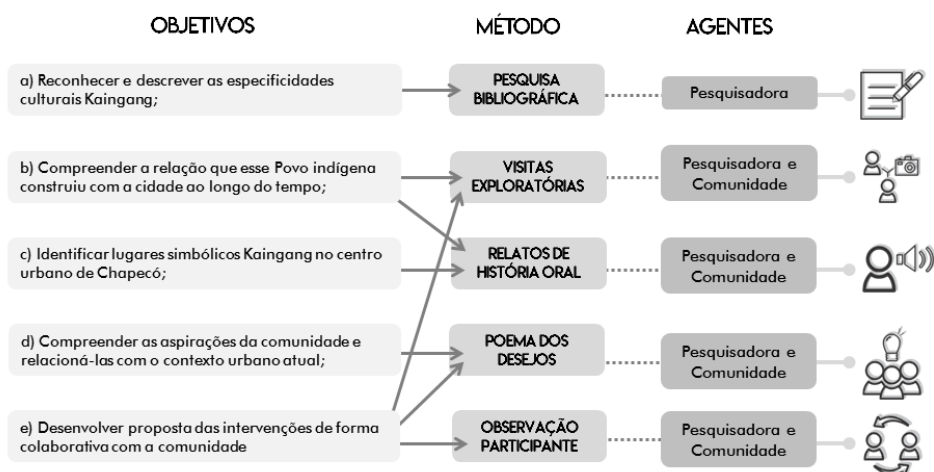 OBJETIVOS
MÉTODO
AGENTES
a) Reconhecer e descrever as especificidades
culturais Kaingang;
PESQUISA
BIBLIOGRÁFICA
Pesquisadora
b) Compreender a relação que esse Povo indígena
construiu com a cidade ao longo do tempo;
VISITAS
EXPLORATÓRIAS
Pesquisadora e
Comunidade
c) Identificar lugares simbólicos Kaingang no centro
urbano de Chapecó;
RELATOS DE
HISTÓRIA ORAL
Pesquisadora e
Comunidade
d) Compreender as aspirações da comunidade e
relacioná-las com o contexto urbano atual;
POEMA DOS
DESEJOS
Pesquisadora e
Comunidade
e) Desenvolver proposta das intervenções de forma
colaborativa com a comunidade
OBSERVAÇÃO
PARTICIPANTE
Pesquisadora e
Comunidade